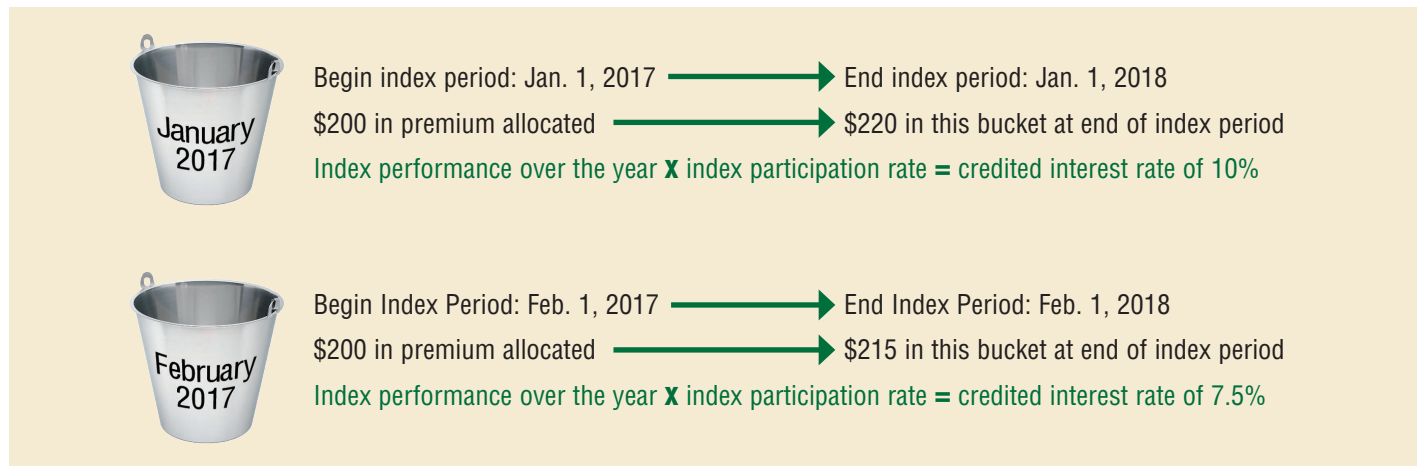 January
2017
Begin index period: Jan. 1, 2017 End index period: Jan. 1, 2018
$200 in premium allocated $220 in this bucket at end of index period
Index performance over the year X index participation rate = credited interest rate of 10%
February
2017
Begin Index Period: Feb. 1, 2017 End Index Period: Feb. 1, 2018
$200 in premium allocated $215 in this bucket at end of index period
Index performance over the year X index participation rate = credited interest rate of 7.5%